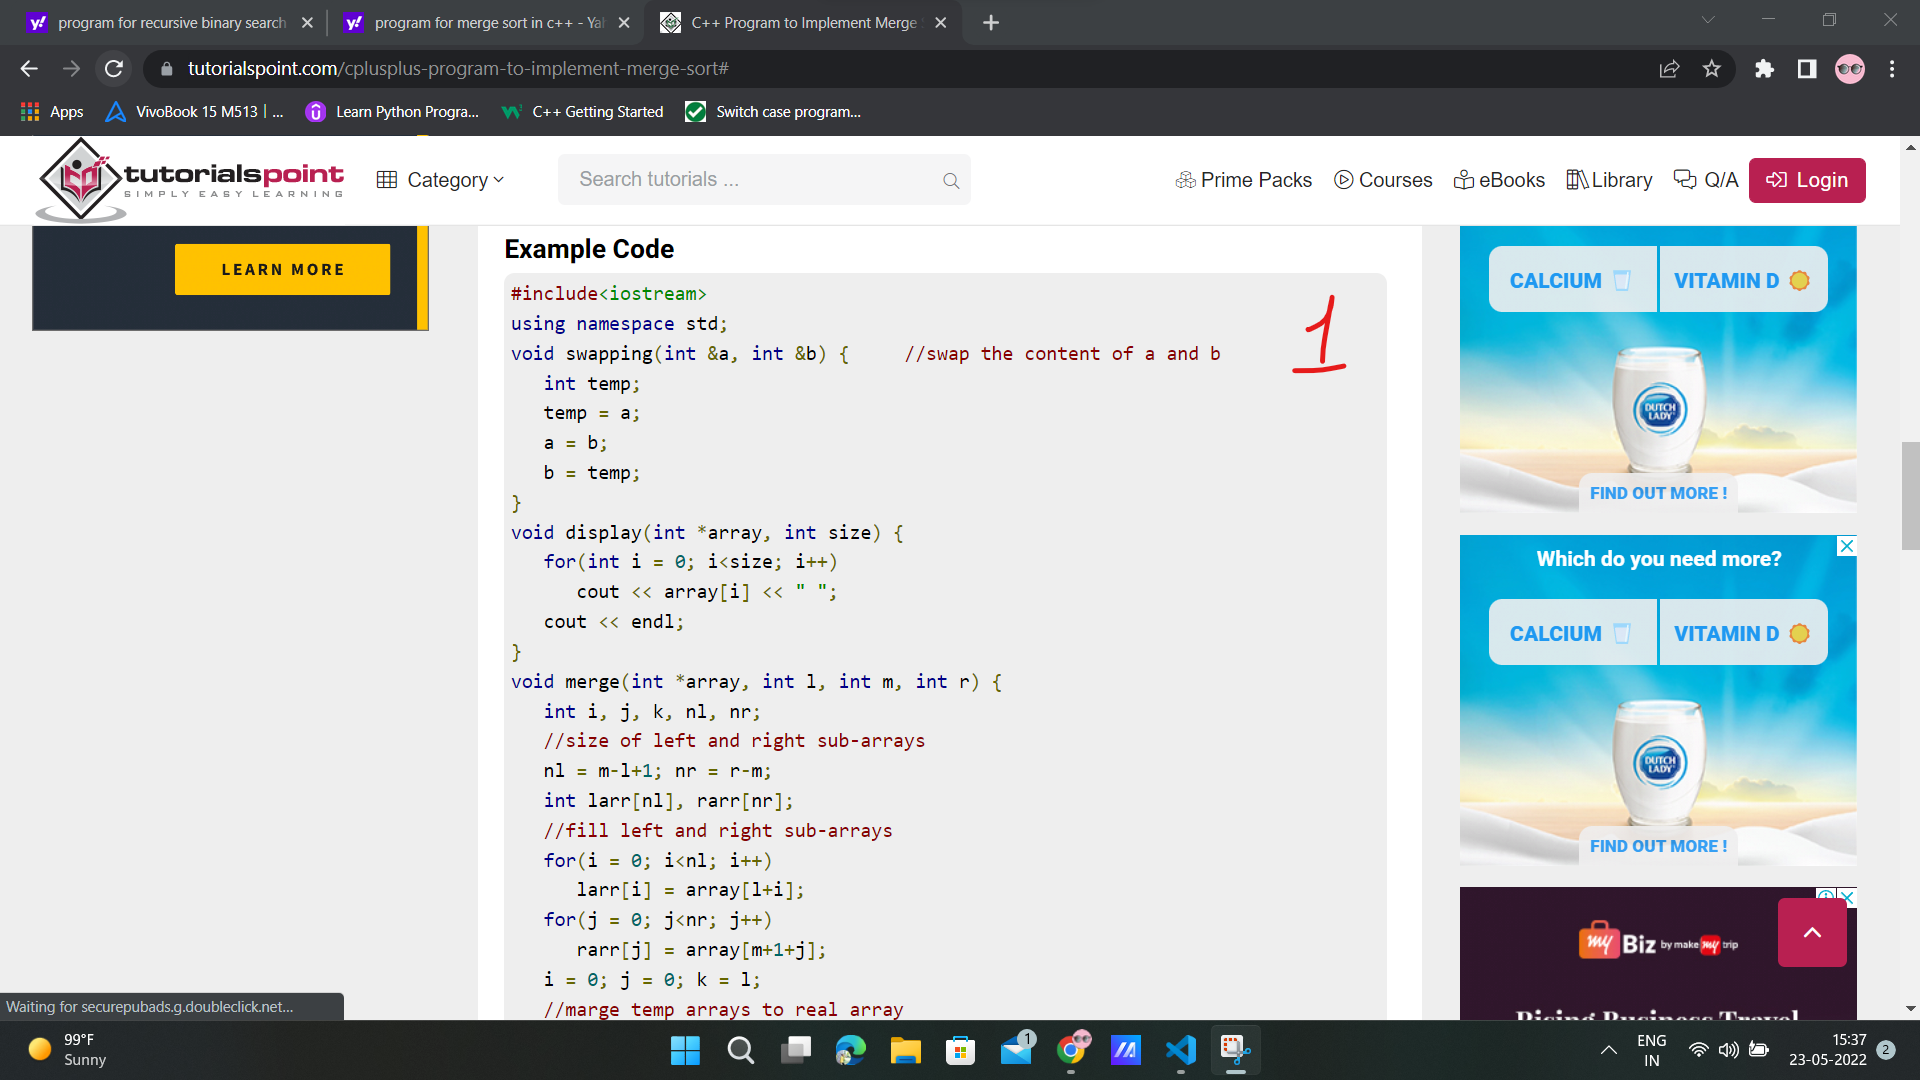 program for recursive binary search
program for merge sort in c++ - Yah
C++ Program to Implement Merge S
tutorialspoint.com/cplusplus-program-to-implement-merge-sort#
Apps
VivoBook 15 M513 | ...
Learn Python Progra...
C++ Getting Started
Switch case program...
tutorialspoint
SIMPLY EASY LEARNING
Category
Search tutorials ...
Prime Packs
Courses
eBooks
Library
Q/A
Login
LEARN MORE
Example Code
#include<iostream>
using namespace std;
void swapping(int &a, int &b) {     //swap the content of a and b
   int temp;
   temp = a;
   a = b;
   b = temp;
}
void display(int *array, int size) {
   for(int i = 0; i<size; i++)
      cout << array[i] << " ";
   cout << endl;
}
void merge(int *array, int l, int m, int r) {
   int i, j, k, nl, nr;
   //size of left and right sub-arrays
   nl = m-l+1; nr = r-m;
   int larr[nl], rarr[nr];
   //fill left and right sub-arrays
   for(i = 0; i<nl; i++)
      larr[i] = array[l+i];
   for(j = 0; j<nr; j++)
      rarr[j] = array[m+1+j];
   i = 0; j = 0; k = l;
   //marge temp arrays to real array
1
CALCIUM
VITAMIN D
DUTCH LADY
FIND OUT MORE !
Which do you need more?
CALCIUM
VITAMIN D
DUTCH LADY
FIND OUT MORE !
my Biz by make my trip
Rising Business Travel
Waiting for securepubads.g.doubleclick.net...
99°F
Sunny
1
ENG
IN
15:37
23-05-2022
2